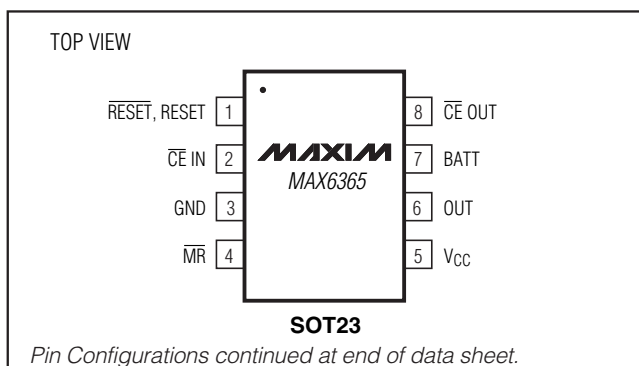 TOP VIEW
RESET, RESET 1
CE IN 2
GND 3
MR 4
MAXIM
MAX6365
8 CE OUT
7 BATT
6 OUT
5 VCC
SOT23
Pin Configurations continued at end of data sheet.